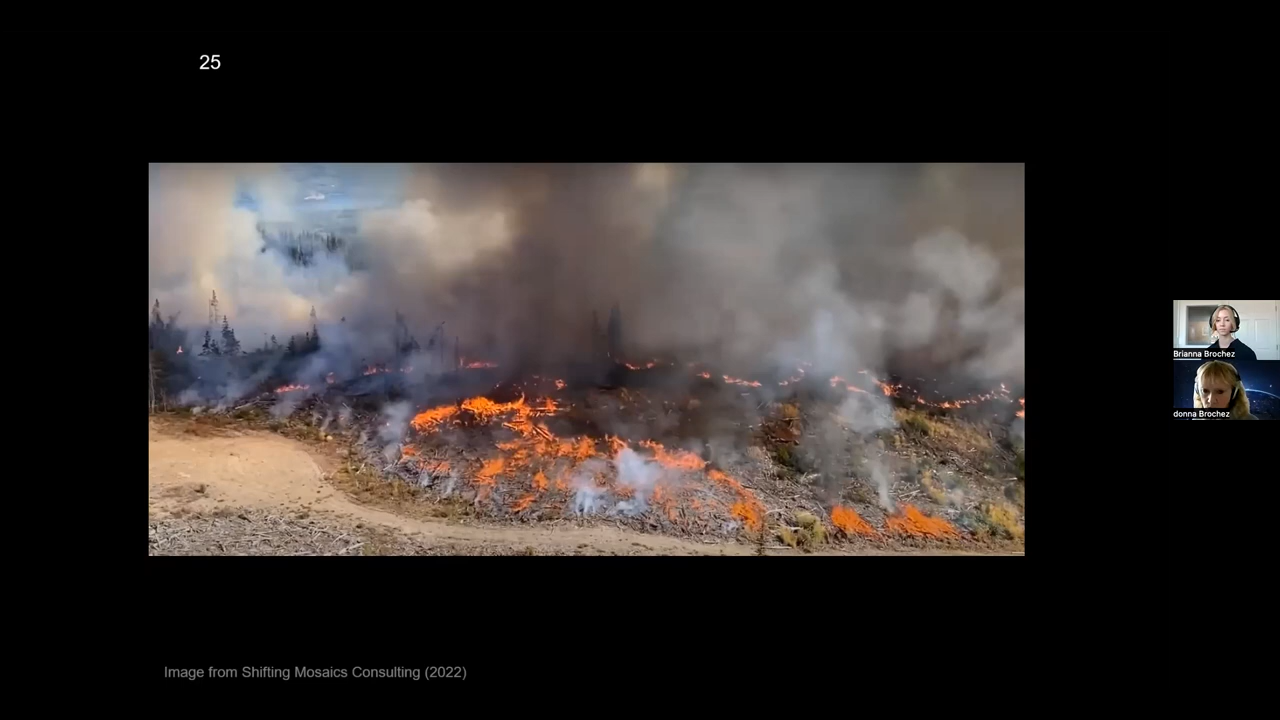 25
Brianna Brochez
donna Brochez
Image from Shifting Mosaics Consulting (2022)